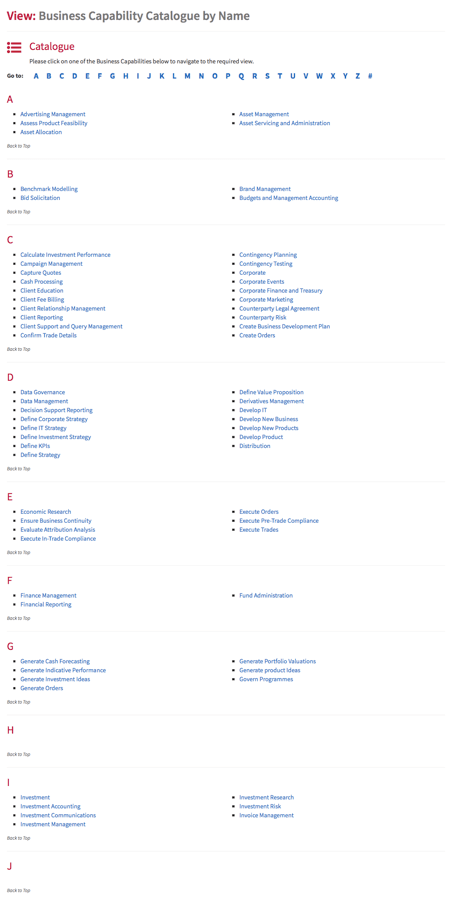 View: Business Capability Catalogue by Name
Catalogue
Please click on one of the Business Capabilities below to navigate to the required view.
Go to: A B C D E F G H I J K L M N O P Q R S T U V W X Y Z #
A
Advertising Management
Assess Product Feasibility
Asset Allocation
Asset Management
Asset Servicing and Administration
Back to Top
B
Benchmark Modelling
Bid Solicitation
Brand Management
Budgets and Management Accounting
Back to Top
C
Calculate Investment Performance
Campaign Management
Capture Quotes
Cash Processing
Client Education
Client Fee Billing
Client Relationship Management
Client Reporting
Client Support and Query Management
Confirm Trade Details
Contingency Planning
Contingency Testing
Corporate
Corporate Events
Corporate Finance and Treasury
Corporate Marketing
Counterparty Legal Agreement
Counterparty Risk
Create Business Development Plan
Create Orders
Back to Top
D
Data Governance
Data Management
Decision Support Reporting
Define Corporate Strategy
Define IT Strategy
Define Investment Strategy
Define KPIs
Define Strategy
Define Value Proposition
Derivatives Management
Develop IT
Develop New Business
Develop New Products
Develop Product
Distribution
Back to Top
E
Economic Research
Ensure Business Continuity
Evaluate Attribution Analysis
Execute In-Trade Compliance
Execute Orders
Execute Pre-Trade Compliance
Execute Trades
Back to Top
F
Finance Management
Financial Reporting
Fund Administration
Back to Top
G
Generate Cash Forecasting
Generate Indicative Performance
Generate Investment Ideas
Generate Orders
Generate Portfolio Valuations
Generate product Ideas
Govern Programmes
Back to Top
H
Back to Top
I
Investment
Investment Accounting
Investment Communications
Investment Management
Investment Research
Investment Risk
Invoice Management
Back to Top
J
Back to Top